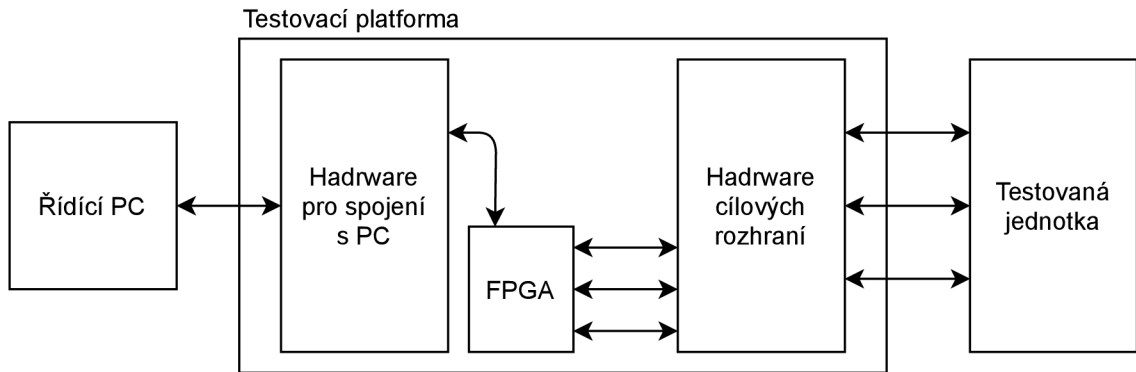 Testovací platforma
Řídící PC
Hadrware
pro spojení
s PC
FPGA
Hadrware
cílových
rozhraní
Testovaná
jednotka